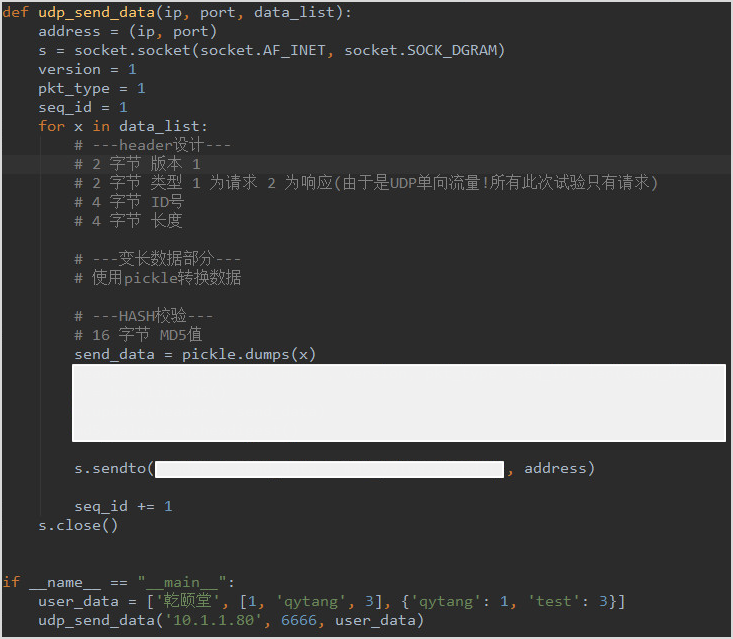 def udp_send_data(ip, port, data_list):
    address = (ip, port)
    s = socket.socket(socket.AF_INET, socket.SOCK_DGRAM)
    version = 1
    pkt_type = 1
    seq_id = 1
    for x in data_list:
        # ---header设计---
        # 2 字节 版本 1
        # 2 字节 类型 1 为请求 2 为响应(由于是UDP单向流量!所有此次试验只有请求)
        # 4 字节 ID号
        # 4 字节 长度
        # ---变长数据部分---
        # 使用pickle转换数据
        # ---HASH校验---
        # 16 字节 MD5值
        send_data = pickle.dumps(x)
        s.sendto( , address)
        seq_id += 1
    s.close()
if __name__ == "__main__":
    user_data = ['乾颐堂', [1, 'qytang', 3], {'qytang': 1, 'test': 3}]
    udp_send_data('10.1.1.80', 6666, user_data)